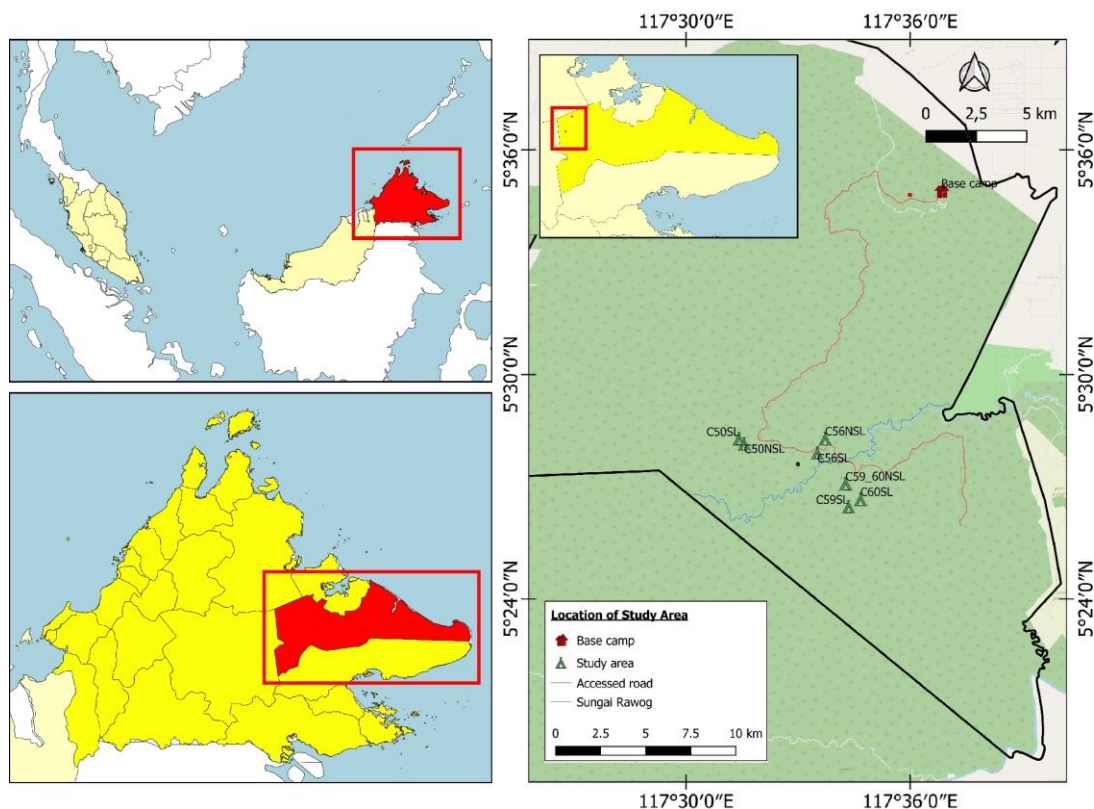 117°30′0″E 117°36′0″E
0 2,5 5 km
5°36′0″N
5°36′0″N
Base camp
5°30′0″N
5°30′0″N
C50SL
C50NSL
C56NSL
C56SL
C59_60NSL
C59SL
C60SL
5°24′0″N
5°24′0″N
Location of Study Area
Base camp
Study area
Accessed road
Sungai Rawog
0 2.5 5 7.5 10 km
117°30′0″E 117°36′0″E